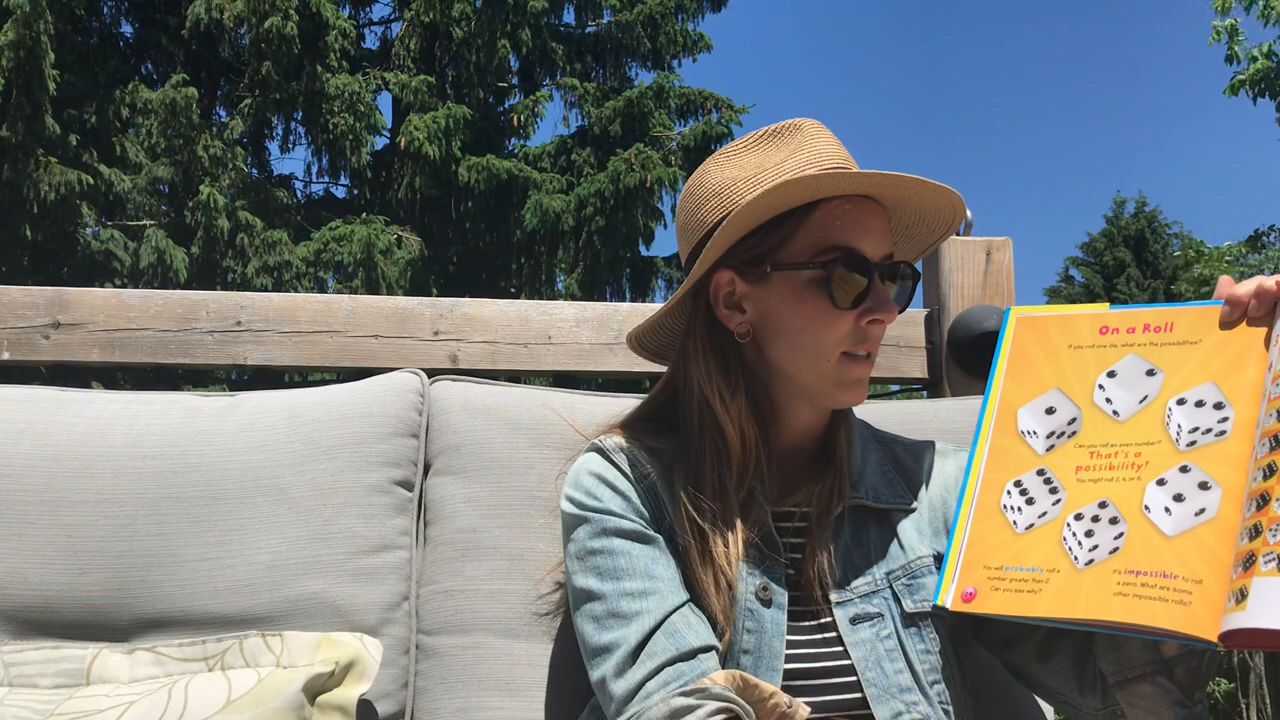 On a Roll
If you roll one die, what are the possibilities?
Can you roll an even number?
That's a
possibility!
You might roll 2, 4, or 6.
You will probably roll a
number greater than 2.
Can you see why?
It's impossible to roll
a zero. What are some
other impossible rolls?